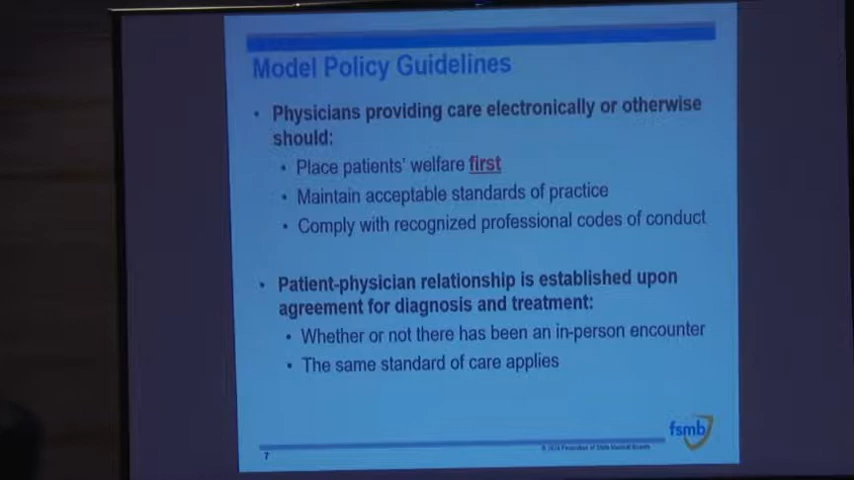 Model Policy Guidelines
• Physicians providing care electronically or otherwise
should:
• Place patients' welfare first
• Maintain acceptable standards of practice
• Comply with recognized professional codes of conduct
• Patient-physician relationship is established upon
agreement for diagnosis and treatment:
• Whether or not there has been an in-person encounter
• The same standard of care applies
fsmb
7